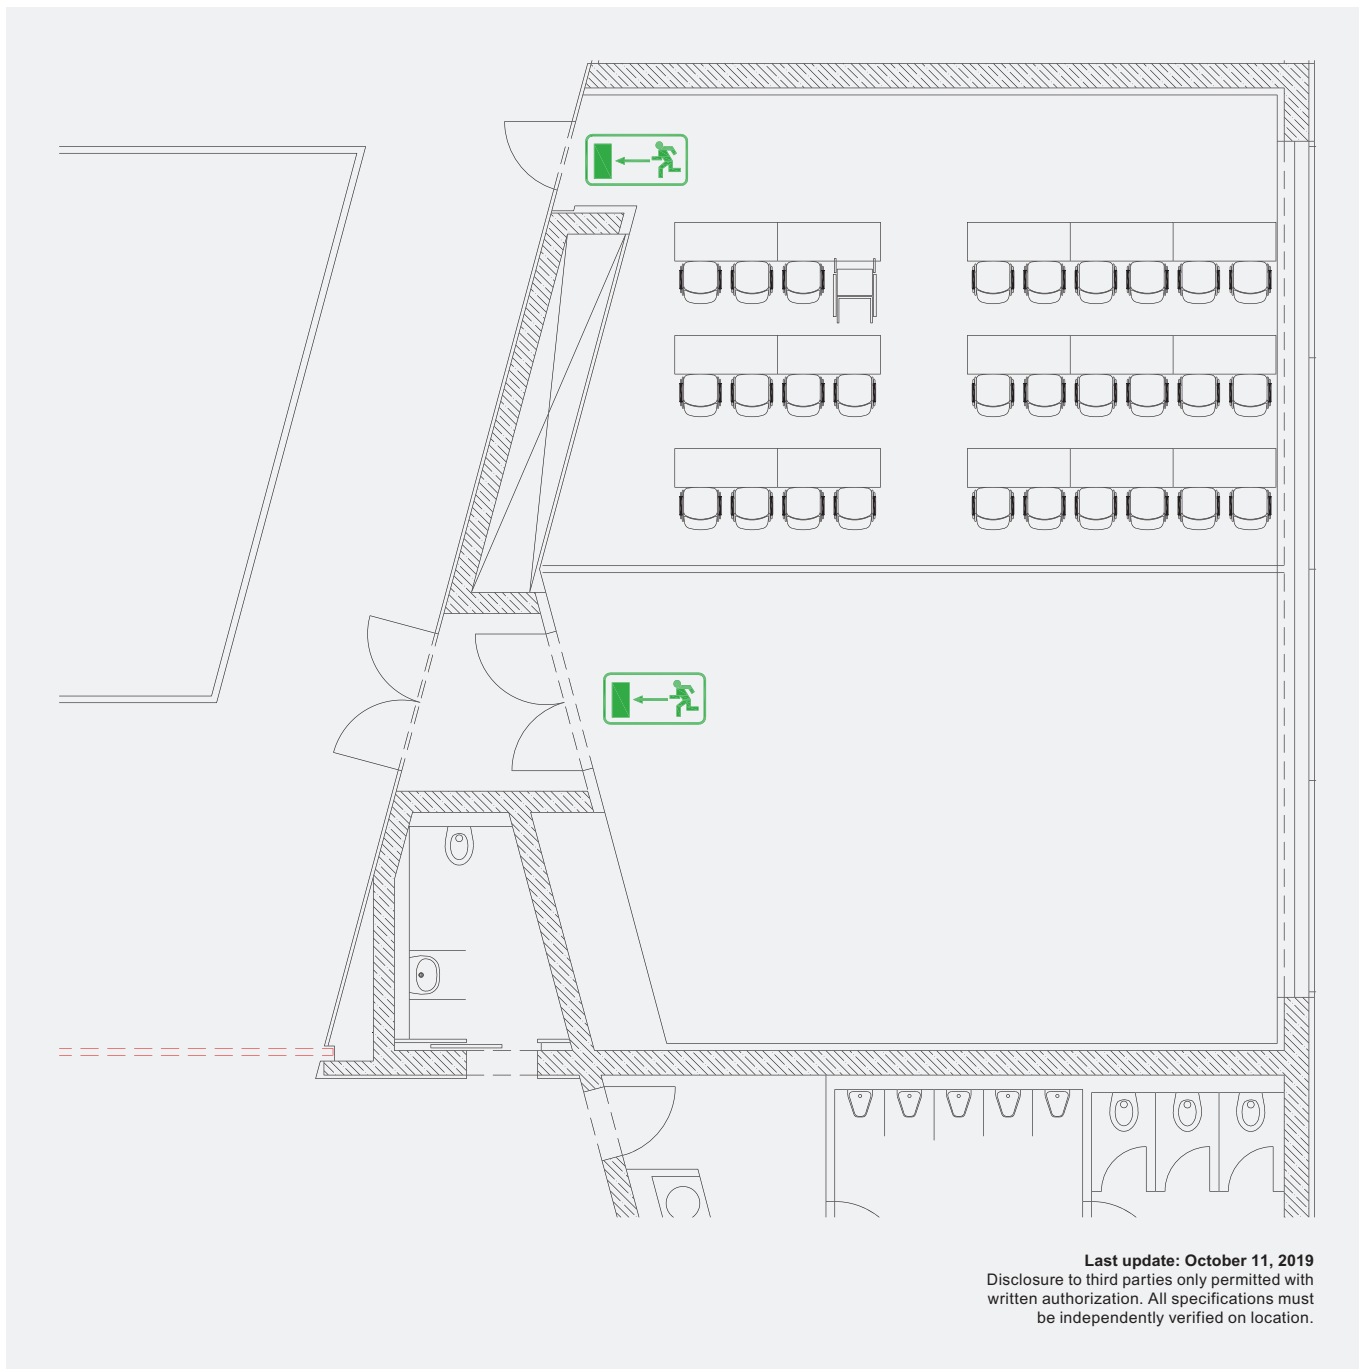 Last update: October 11, 2019
Disclosure to third parties only permitted with
written authorization. All specifications must
be independently verified on location.